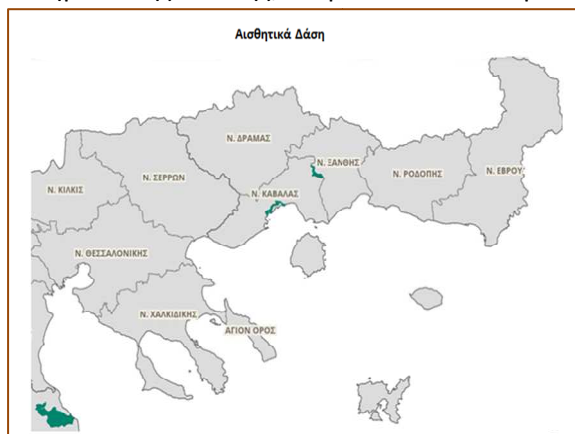 Αισθητικά Δάση
Ν. ΔΡΑΜΑΣ
Ν. ΞΑΝΘΗΣ
Ν. ΕΒΡΟΥ
Ν. ΡΟΔΟΠΗΣ
Ν. ΣΕΡΡΩΝ
Ν. ΚΙΛΚΙΣ
Ν. ΚΑΒΑΛΑΣ
Ν. ΘΕΣΣΑΛΟΝΙΚΗΣ
Ν. ΧΑΛΚΙΔΙΚΗΣ
ΑΓΙΟΝ ΟΡΟΣ